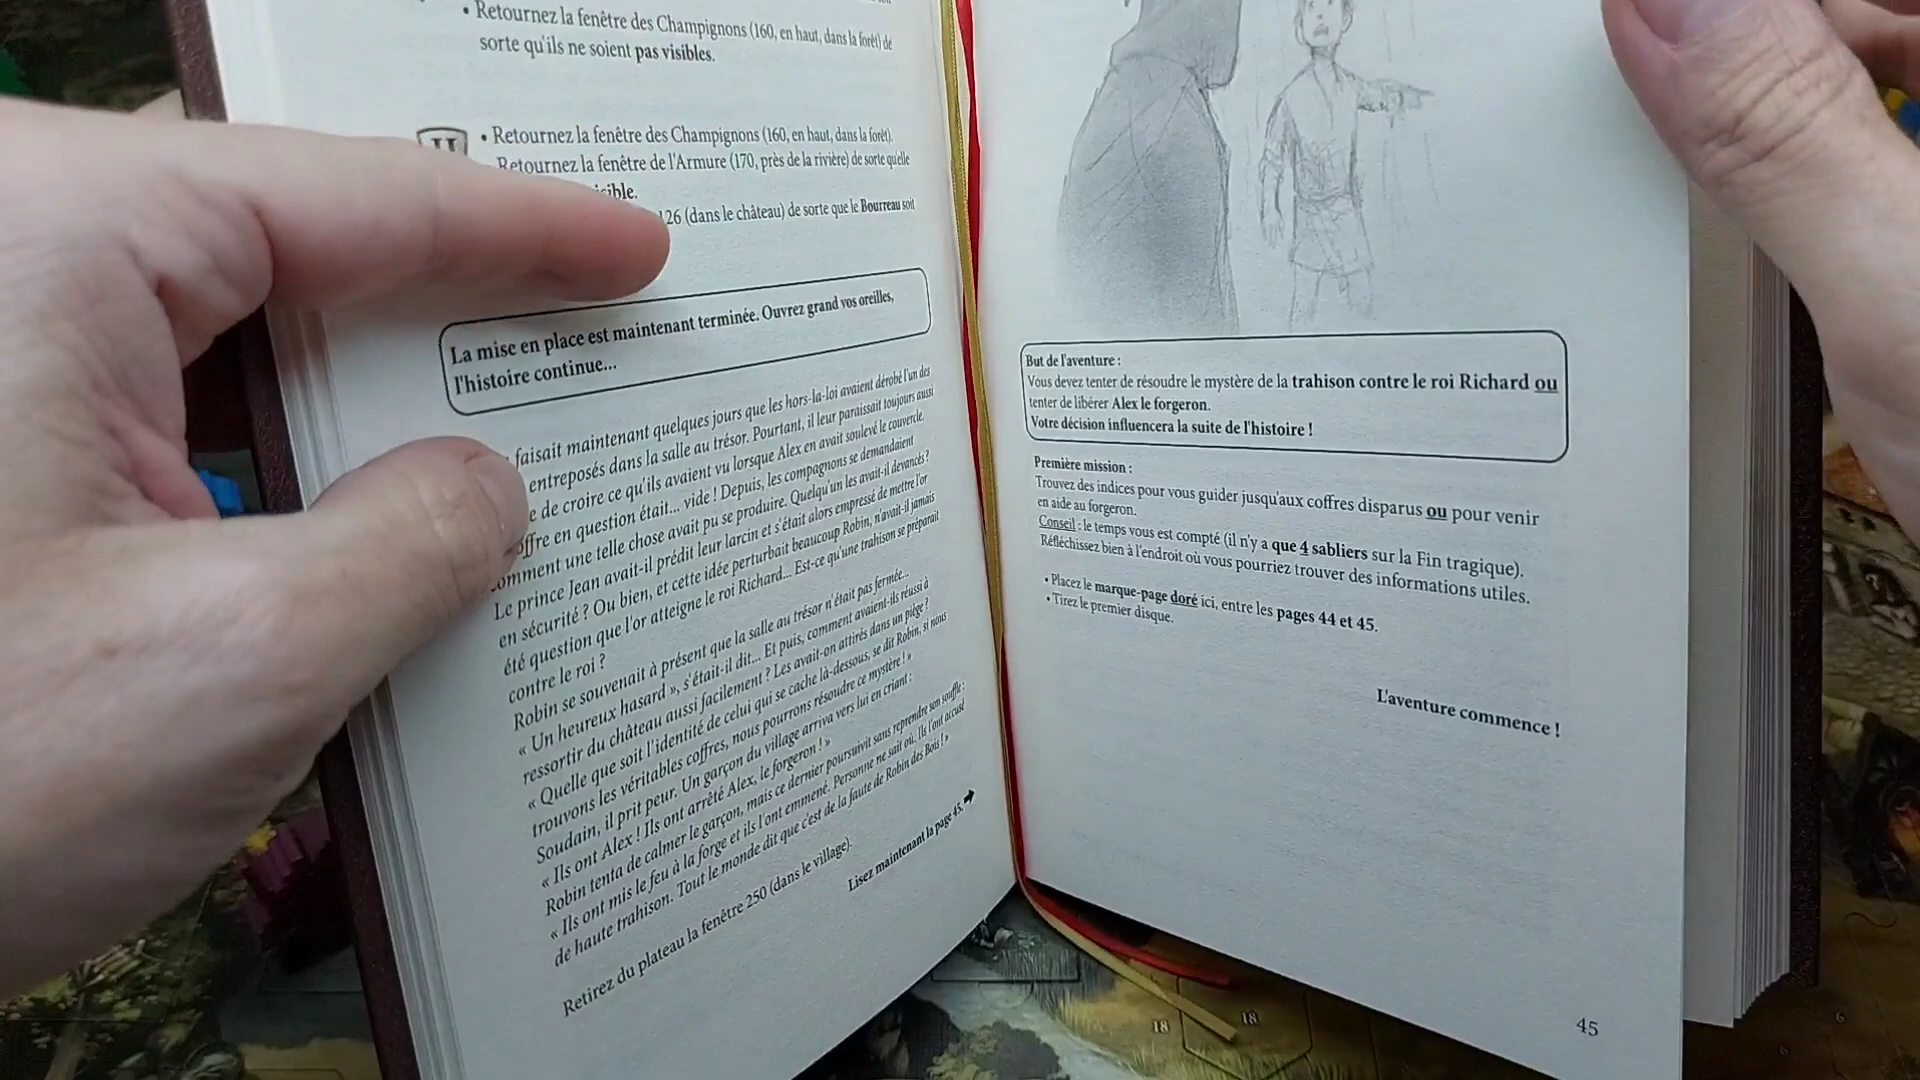 • Retournez la fenêtre des Champignons (160, en haut, dans la forêt) de
sorte qu'ils ne soient pas visibles.
II
• Retournez la fenêtre des Champignons (160, en haut, dans la forêt).
Retournez la fenêtre de l'Armure (170, près de la rivière) de sorte qu'elle
126 (dans le château) de sorte que le Bourreau soit
La mise en place est maintenant terminée. Ouvrez grand vos oreilles,
l'histoire continue...
faisait maintenant quelques jours que les hors-la-loi avaient dérobé l'un des
entreposés dans la salle au trésor. Pourtant, il leur paraissait toujours aussi
de croire ce qu'ils avaient vu lorsque Alex en avait soulevé le couvercle.
en question était... vide ! Depuis, les compagnons se demandaient
comment une telle chose avait pu se produire. Quelqu'un les avait-il devancés ?
Le prince Jean avait-il prédit leur larcin et s'était alors empressé de mettre l'or
en sécurité ? Ou bien, et cette idée perturbait beaucoup Robin, n'avait-il jamais
été question que l'or atteigne le roi Richard... Est-ce qu'une trahison se préparait
contre le roi ?
Robin se souvenait à présent que la salle au trésor n'était pas fermée...
« Un heureux hasard », s'était-il dit... Et puis, comment avaient-ils réussi à
ressortir du château aussi facilement ? Les avait-on attirés dans un piège ?
« Quelle que soit l'identité de celui qui se cache là-dessous, se dit Robin, si nous
trouvons les véritables coffres, nous pourrons résoudre ce mystère ! »
Soudain, il prit peur. Un garçon du village arriva vers lui en criant :
« Ils ont Alex ! Ils ont arrêté Alex, le forgeron ! »
Robin tenta de calmer le garçon, mais ce dernier poursuivit sans reprendre son souffle :
« Ils ont mis le feu à la forge et ils l'ont emmené. Personne ne sait où. Ils l'ont accusé
de haute trahison. Tout le monde dit que c'est de la faute de Robin des Bois ! »
Retirez du plateau la fenêtre 250 (dans le village).
Lisez maintenant la page 45.
But de l'aventure :
Vous devez tenter de résoudre le mystère de la trahison contre le roi Richard ou
tenter de libérer Alex le forgeron.
Votre décision influencera la suite de l'histoire !
Première mission :
Trouvez des indices pour vous guider jusqu'aux coffres disparus ou pour venir
en aide au forgeron.
Conseil : le temps vous est compté (il n'y a que 4 sabliers sur la Fin tragique).
Réfléchissez bien à l'endroit où vous pourriez trouver des informations utiles.
• Placez le marque-page doré ici, entre les pages 44 et 45.
• Tirez le premier disque.
L'aventure commence !
45
18
18
6